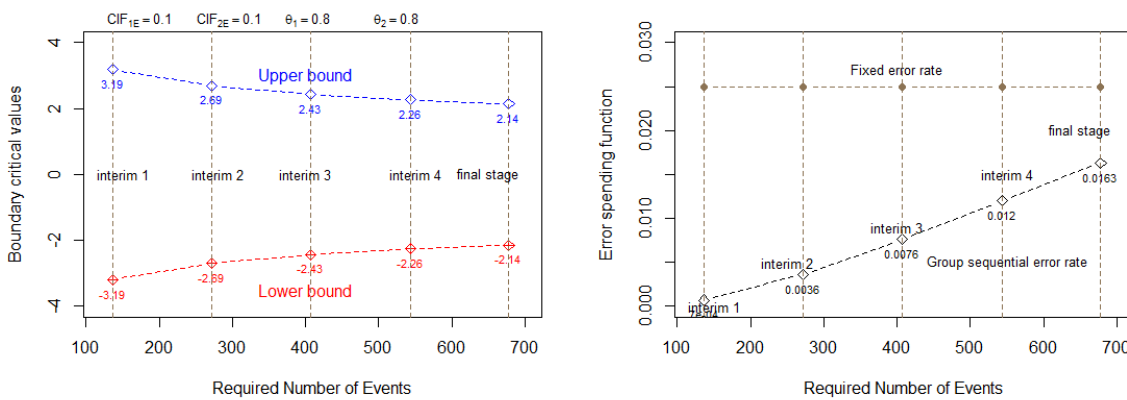 CIF1E = 0.1 CIF2E = 0.1 θ1 = 0.8 θ2 = 0.8
Boundary critical values
4
2
0
-2
-4
Upper bound
3.19
2.69
2.43
2.26
2.14
interim 1
interim 2
interim 3
interim 4
final stage
-3.19
-2.69
-2.43
-2.26
-2.14
Lower bound
100 200 300 400 500 600 700
Required Number of Events
Error spending function
0.030
0.020
0.010
0.000
Fixed error rate
final stage
0.0163
interim 4
0.012
interim 3
0.0076
Group sequential error rate
interim 2
0.0036
interim 1
7e-04
100 200 300 400 500 600 700
Required Number of Events